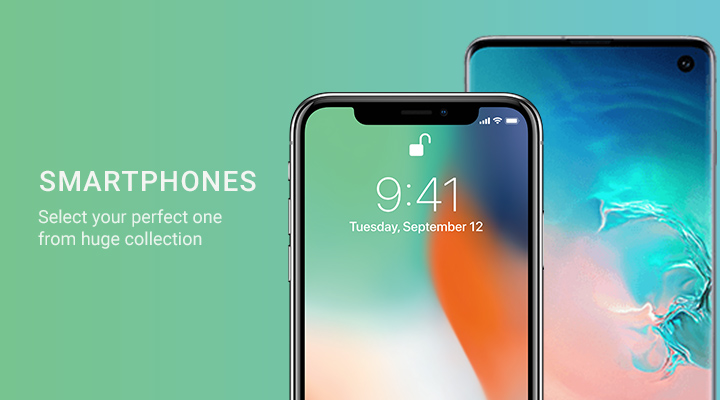 SMARTPHONES
Select your perfect one
from huge collection
9:41
Tuesday, September 12